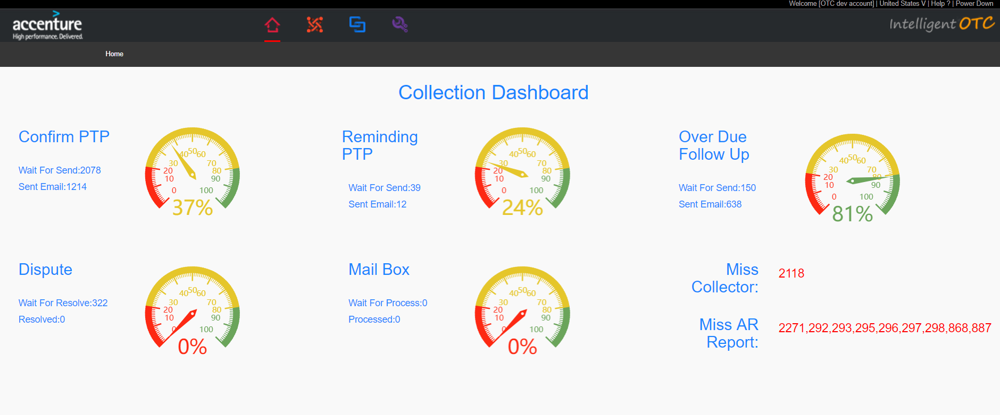 Welcome [OTC dev account] | United States V | Help ? | Power Down
>
accenture
High performance. Delivered.
Intelligent OTC
Home
Collection Dashboard
Confirm PTP
Wait For Send:2078
Sent Email:1214
0 10 20 30 40 50 60 70 80 90 100
37%
Reminding
PTP
Wait For Send:39
Sent Email:12
0 10 20 30 40 50 60 70 80 90 100
24%
Over Due
Follow Up
Wait For Send:150
Sent Email:638
0 10 20 30 40 50 60 70 80 90 100
81%
Dispute
Wait For Resolve:322
Resolved:0
0 10 20 30 40 50 60 70 80 90 100
0%
Mail Box
Wait For Process:0
Processed:0
0 10 20 30 40 50 60 70 80 90 100
0%
Miss
Collector:
2118
Miss AR
Report:
2271,292,293,295,296,297,298,868,887